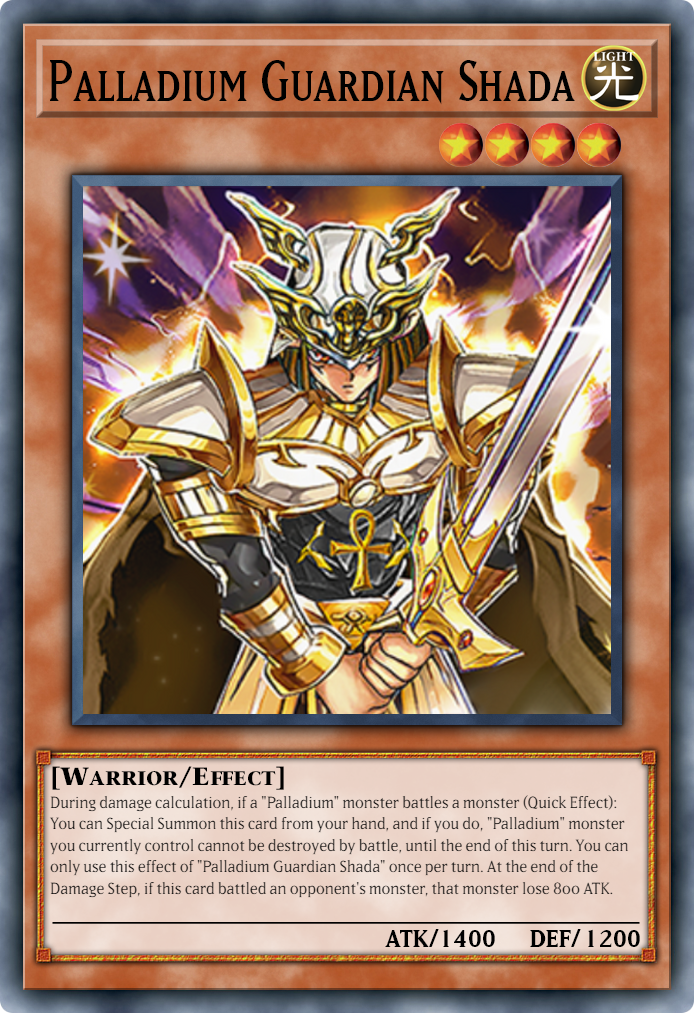 Palladium Guardian Shada
LIGHT
光
[Warrior/Effect]
During damage calculation, if a "Palladium" monster battles a monster (Quick Effect):
You can Special Summon this card from your hand, and if you do, "Palladium" monster
you currently control cannot be destroyed by battle, until the end of this turn. You can
only use this effect of "Palladium Guardian Shada" once per turn. At the end of the
Damage Step, if this card battled an opponent's monster, that monster lose 800 ATK.
ATK/1400 DEF/1200